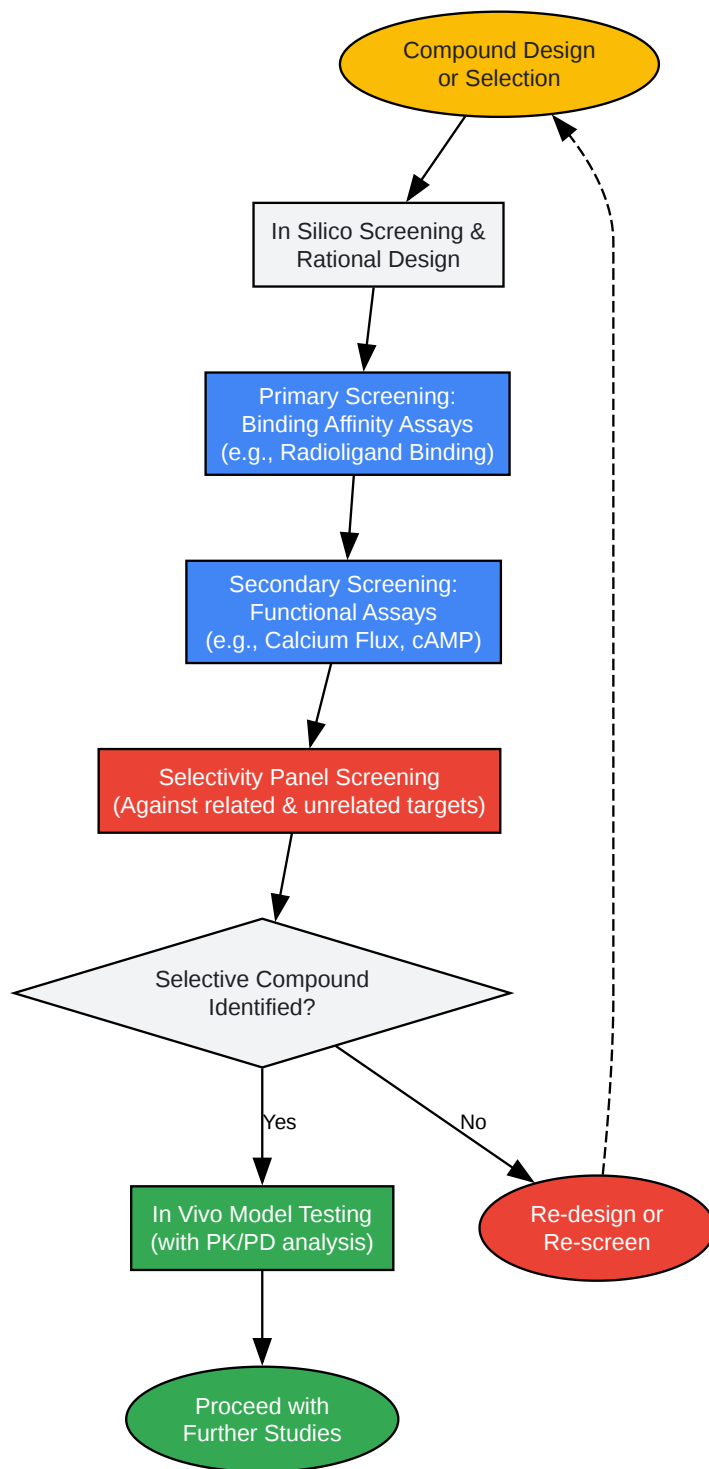 Compound Design
or Selection
In Silico Screening &
Rational Design
Primary Screening:
Binding Affinity Assays
(e.g., Radioligand Binding)
Secondary Screening:
Functional Assays
(e.g., Calcium Flux, cAMP)
Selectivity Panel Screening
(Against related & unrelated targets)
Selective Compound
Identified?
Yes
No
In Vivo Model Testing
(with PK/PD analysis)
Re-design or
Re-screen
Proceed with
Further Studies